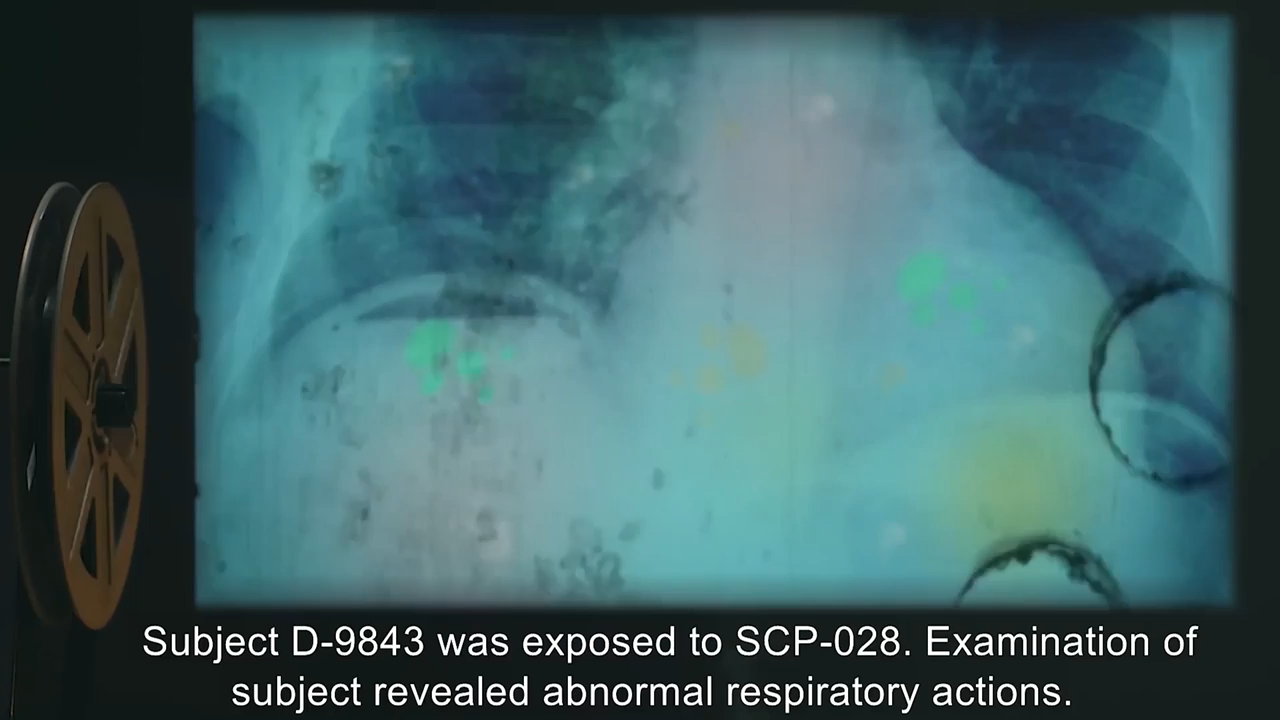 Subject D-9843 was exposed to SCP-028. Examination of
subject revealed abnormal respiratory actions.